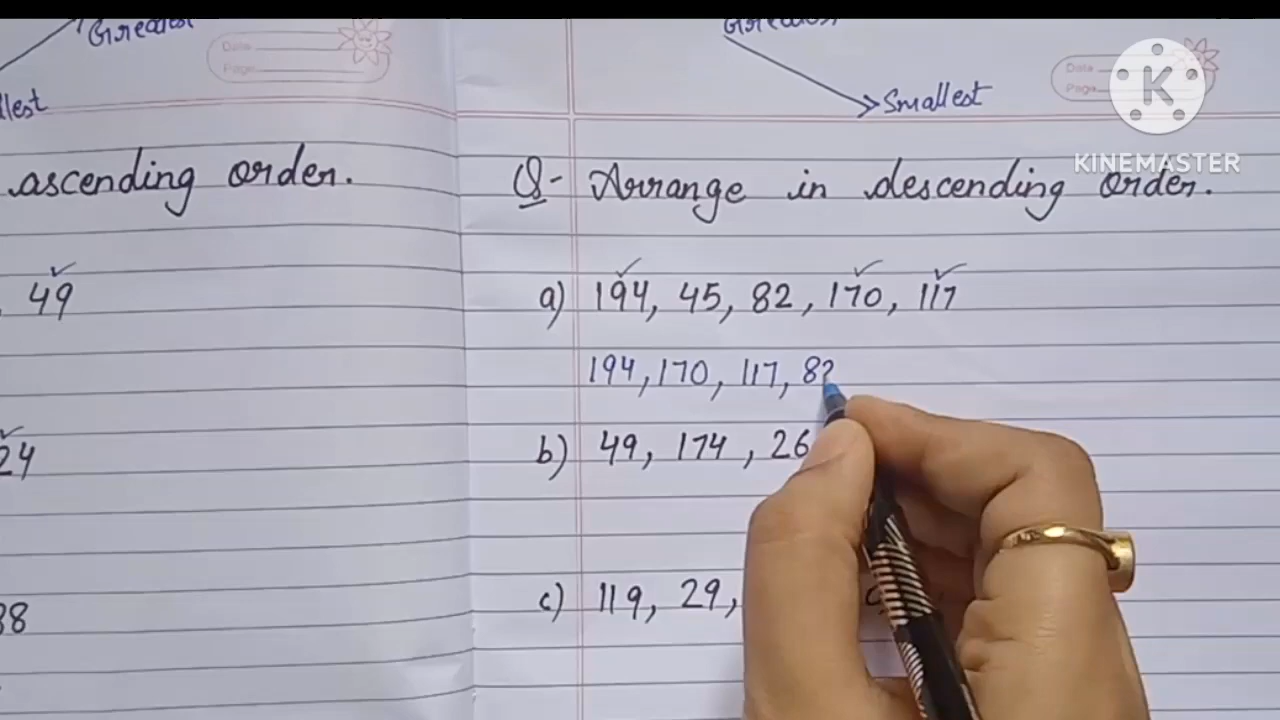 Greatest
Date
Page
llest
ascending order.
49
24
38
Greatest
Smallest
Date
Page
KINEMASTER
Q- Arrange in descending order.
a) 194, 45, 82, 170, 117
194, 170, 117, 82
b) 49, 174, 26
c) 119, 29,